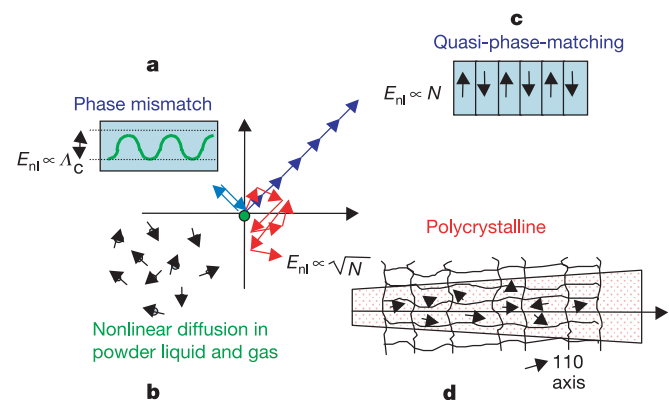 c
Quasi-phase-matching
a
Phase mismatch
E_nl ∝ N
E_nl ∝ Λ_c
Polycrystalline
E_nl ∝ √N
Nonlinear diffusion in
powder liquid and gas
110
axis
b
d